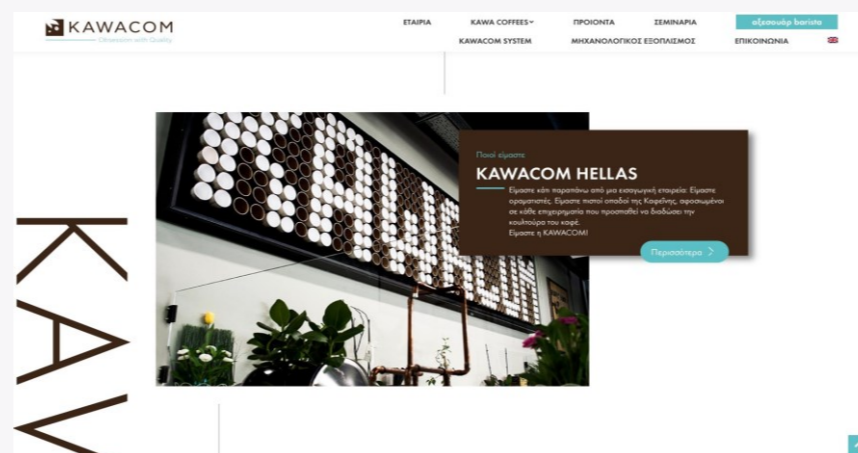 KAWACOM
Obsession with Quality
ΕΤΑΙΡΙΑ
KAWA COFFEES
ΠΡΟΙΟΝΤΑ
ΣΕΜΙΝΑΡΙΑ
αξεσουάρ barista
KAWACOM SYSTEM
ΜΗΧΑΝΟΛΟΓΙΚΟΣ ΕΞΟΠΛΙΣΜΟΣ
ΕΠΙΚΟΙΝΩΝΙΑ
KAWACOM
Ποιοί είμαστε
KAWACOM HELLAS
Είμαστε κάτι παραπάνω από μια εισαγωγική εταιρεία: Είμαστε
οραματιστές. Είμαστε πιστοί οπαδοί της Καφεΐνης, αφοσιωμένοι
σε κάθε επιχειρηματία που προσπαθεί να διαδώσει την
κουλτούρα του καφέ.
Είμαστε η KAWACOM!
Περισσότερα
KAV